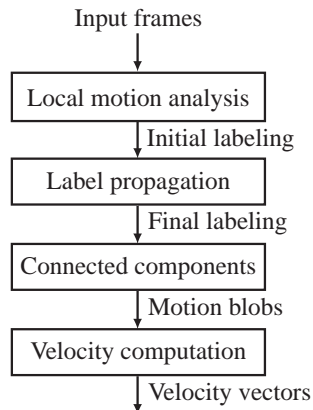 Input frames
Local motion analysis
Initial labeling
Label propagation
Final labeling
Connected components
Motion blobs
Velocity computation
Velocity vectors